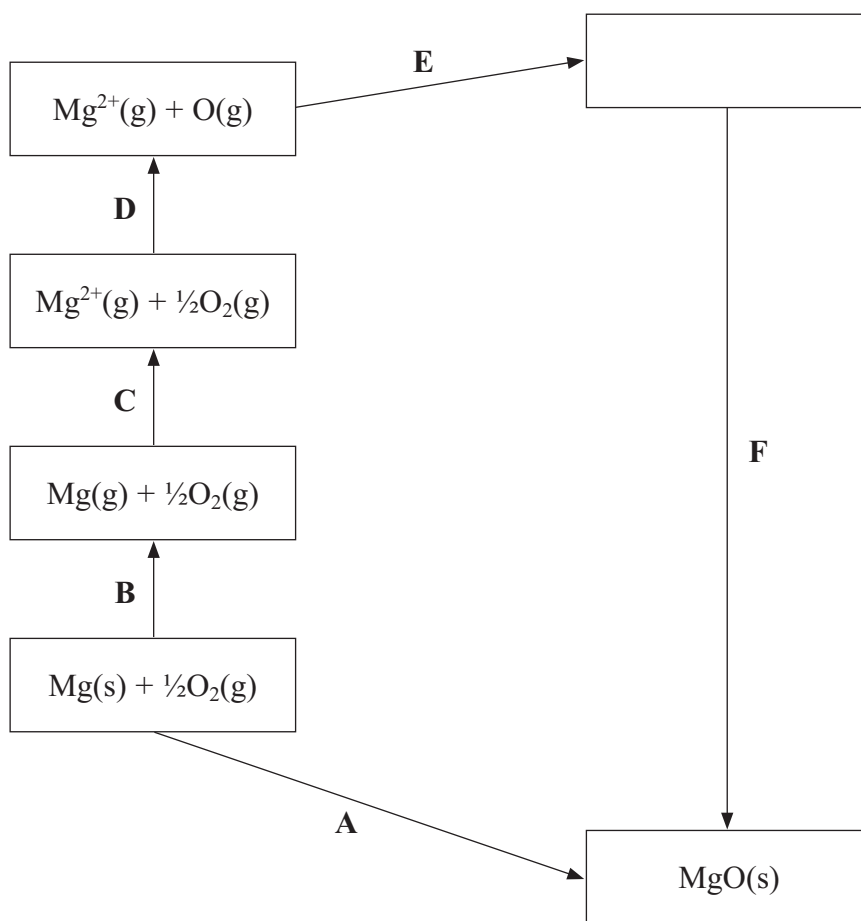 E
Mg²⁺(g) + O(g)
D
Mg²⁺(g) + ½O₂(g)
C
F
Mg(g) + ½O₂(g)
B
Mg(s) + ½O₂(g)
A
MgO(s)